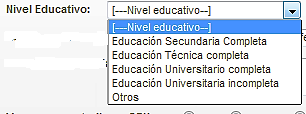 Nivel Educativo: [---Nivel educativo--]
[---Nivel educativo--]
Educación Secundaria Completa
Educación Técnica completa
Educación Universitario completa
Educación Universitaria incompleta
Otros